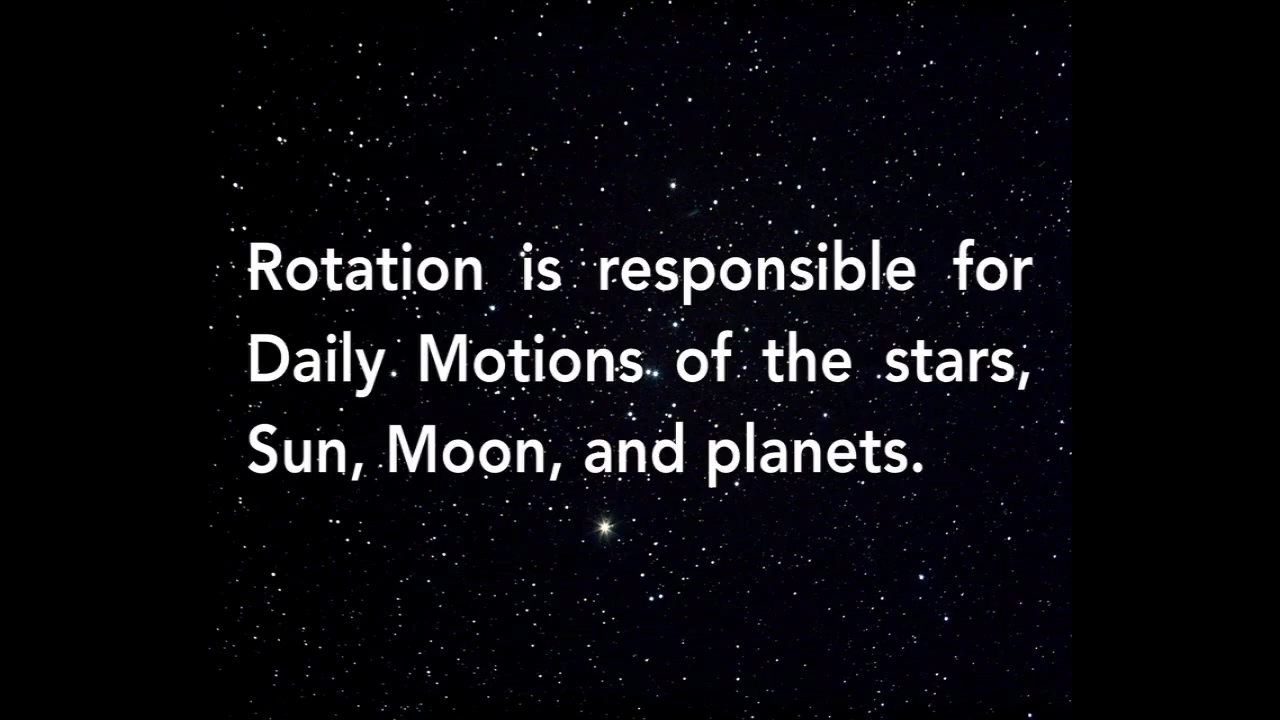 Rotation is responsible for
Daily Motions of the stars,
Sun, Moon, and planets.